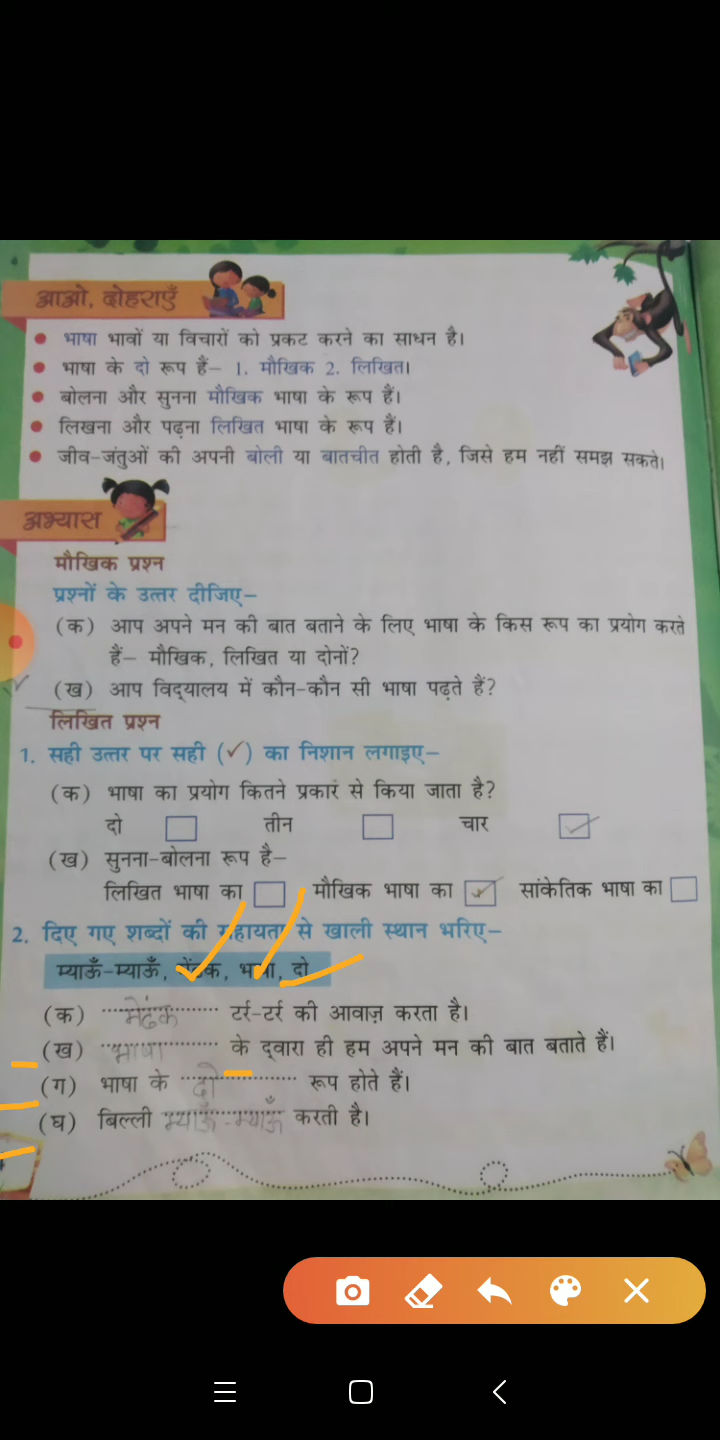 आओ, दोहराएँ
भाषा भावों या विचारों को प्रकट करने का साधन है।
भाषा के दो रूप हैं– 1. मौखिक 2. लिखित।
बोलना और सुनना मौखिक भाषा के रूप हैं।
लिखना और पढ़ना लिखित भाषा के रूप हैं।
जीव-जंतुओं की अपनी बोली या बातचीत होती है, जिसे हम नहीं समझ सकते।
अभ्यास
मौखिक प्रश्न
प्रश्नों के उत्तर दीजिए–
(क) आप अपने मन की बात बताने के लिए भाषा के किस रूप का प्रयोग करते
हैं– मौखिक, लिखित या दोनों?
(ख) आप विद्यालय में कौन-कौन सी भाषा पढ़ते हैं?
लिखित प्रश्न
1. सही उत्तर पर सही (✓) का निशान लगाइए–
(क) भाषा का प्रयोग कितने प्रकार से किया जाता है?
दो तीन चार ✓
(ख) सुनना-बोलना रूप है–
लिखित भाषा का मौखिक भाषा का ✓ सांकेतिक भाषा का
2. दिए गए शब्दों की सहायता से खाली स्थान भरिए–
म्याऊँ-म्याऊँ, मेंढक, भाषा, दो
(क) मेंढक टर्र-टर्र की आवाज़ करता है।
(ख) भाषा के द्वारा ही हम अपने मन की बात बताते हैं।
(ग) भाषा के दो रूप होते हैं।
(घ) बिल्ली म्याऊँ-म्याऊँ करती है।